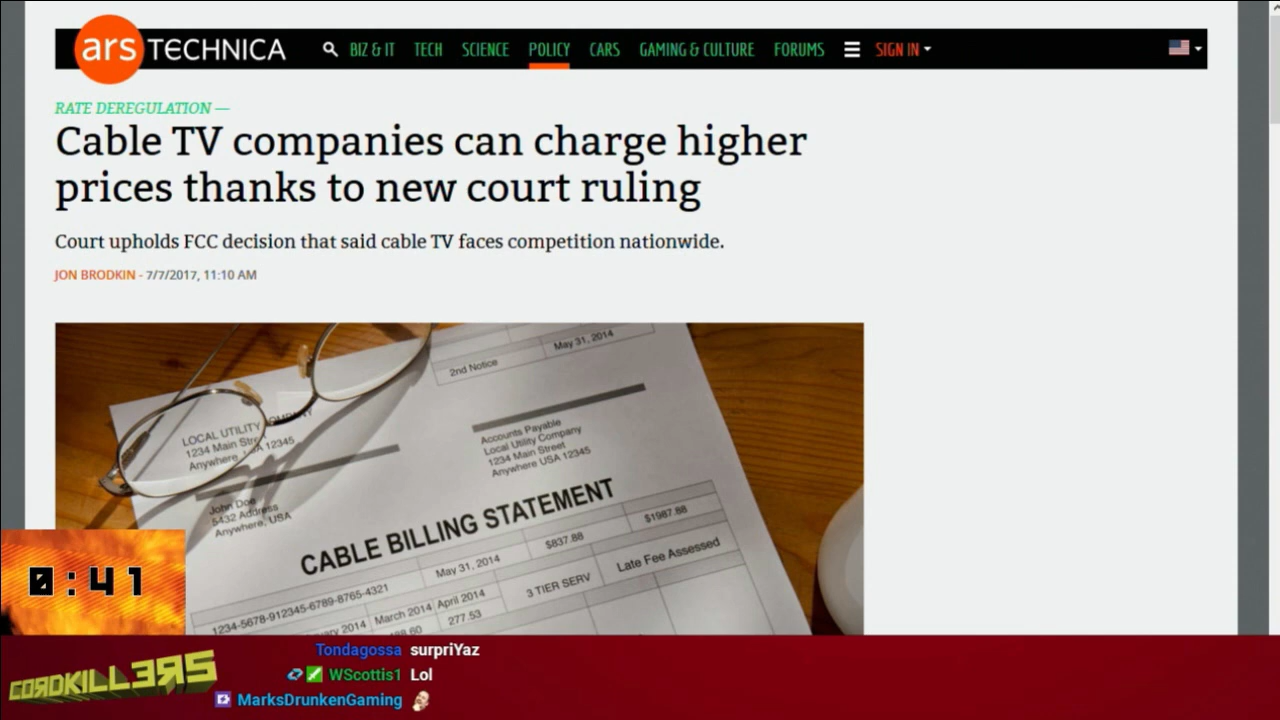 ars TECHNICA
BIZ & IT TECH SCIENCE POLICY CARS GAMING & CULTURE FORUMS SIGN IN
RATE DEREGULATION —
Cable TV companies can charge higher
prices thanks to new court ruling
Court upholds FCC decision that said cable TV faces competition nationwide.
JON BRODKIN - 7/7/2017, 11:10 AM
2nd Notice May 31, 2014
LOCAL UTILITY COMPANY
1234 Main Street
Anywhere, USA 12345
Accounts Payable
Local Utility Company
1234 Main Street
Anywhere USA 12345
John Doe
5432 Address
Anywhere, USA
CABLE BILLING STATEMENT
1234-5678-912345-6789-8765-4321 May 31, 2014 $837.88 $1987.88
March 2014 April 2014 3 TIER SERV Late Fee Assessed
2014 277.53
0:41
CORDKILLERS
Tondagossa surpriYaz
WScottis1 Lol
MarksDrunkenGaming